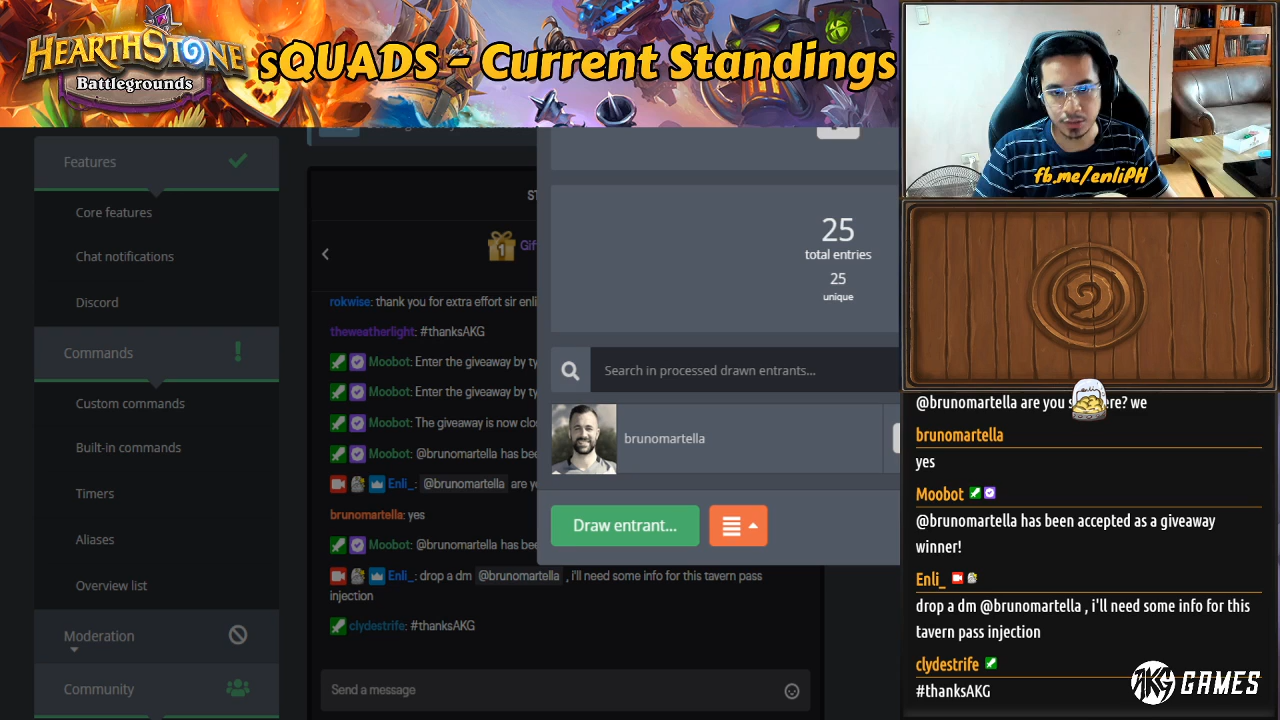 HEARTHSTONE
Battlegrounds
sQUADS - Current Standings
fb.me/enliPH
Features
Core features
Chat notifications
Discord
Commands
Custom commands
Built-in commands
Timers
Aliases
Overview list
Moderation
Community
1
rokwise: thank you for extra effort sir enli
theweatherlight: #thanksAKG
Moobot: Enter the giveaway by ty
Moobot: Enter the giveaway by ty
Moobot: The giveaway is now clo
Moobot: @brunomartella has bee
Enli_: @brunomartella are yo
brunomartella: yes
Moobot: @brunomartella has bee
Enli_: drop a dm @brunomartella , i'll need some info for this tavern pass
injection
clydestrife: #thanksAKG
Send a message
25
total entries
25
unique
Search in processed drawn entrants...
brunomartella
Draw entrant...
@brunomartella are you here? we
brunomartella
yes
Moobot
@brunomartella has been accepted as a giveaway
winner!
Enli_
drop a dm @brunomartella , i'll need some info for this
tavern pass injection
clydestrife
#thanksAKG
AKG GAMES